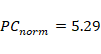 PC_norm = 5.29